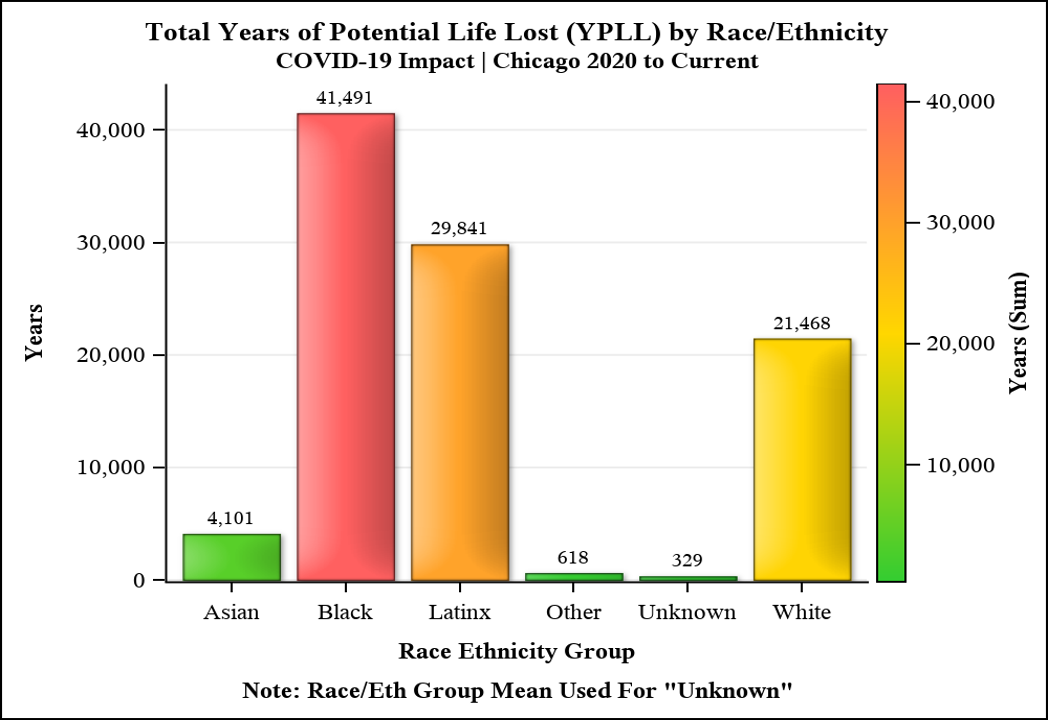 Total Years of Potential Life Lost (YPLL) by Race/Ethnicity
COVID-19 Impact | Chicago 2020 to Current
41,491
40,000
40,000
29,841
30,000
30,000
21,468
20,000
20,000
Years
Years (Sum)
10,000
10,000
4,101
618
329
0
Asian Black Latinx Other Unknown White
Race Ethnicity Group
Note: Race/Eth Group Mean Used For "Unknown"